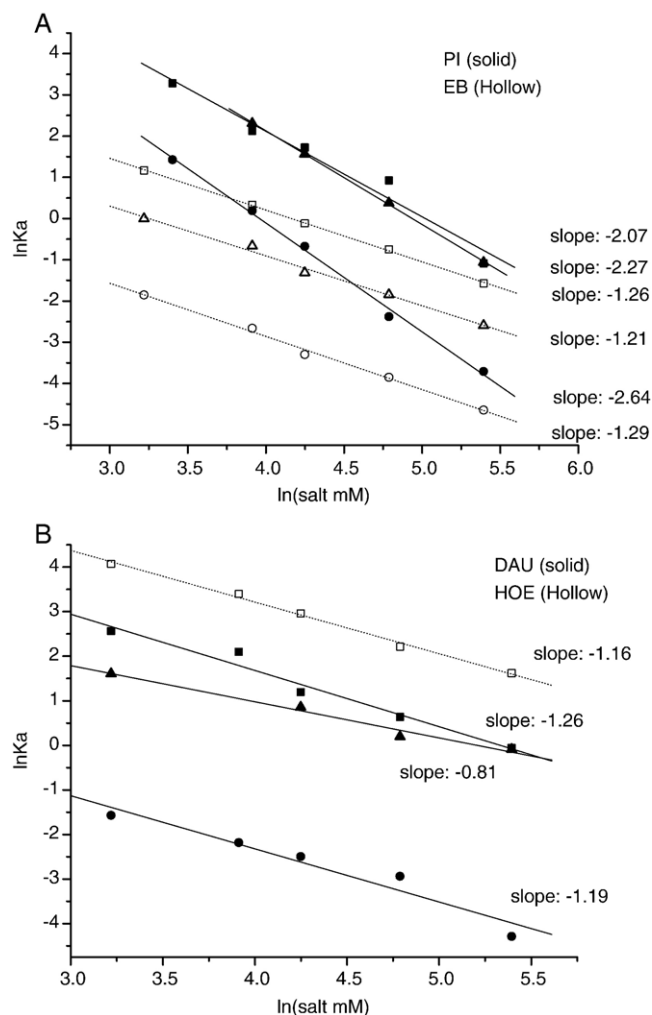 A
PI (solid)
EB (Hollow)
4
3
2
1
0
-1
-2
-3
-4
-5
lnKa
slope: -2.07
slope: -2.27
slope: -1.26
slope: -1.21
slope: -2.64
slope: -1.29
3.0 3.5 4.0 4.5 5.0 5.5 6.0
ln(salt mM)
B
DAU (solid)
HOE (Hollow)
4
3
2
1
0
-1
-2
-3
-4
lnKa
slope: -1.16
slope: -1.26
slope: -0.81
slope: -1.19
3.0 3.5 4.0 4.5 5.0 5.5
ln(salt mM)